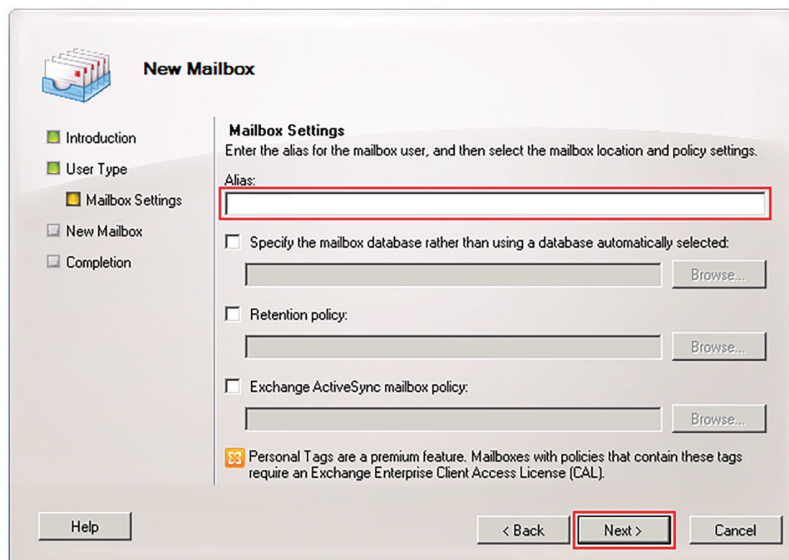 New Mailbox
Introduction
User Type
Mailbox Settings
New Mailbox
Completion
Mailbox Settings
Enter the alias for the mailbox user, and then select the mailbox location and policy settings.
Alias:
Specify the mailbox database rather than using a database automatically selected:
Browse...
Retention policy:
Browse...
Exchange ActiveSync mailbox policy:
Browse...
Personal Tags are a premium feature. Mailboxes with policies that contain these tags
require an Exchange Enterprise Client Access License (CAL).
Help
< Back
Next >
Cancel